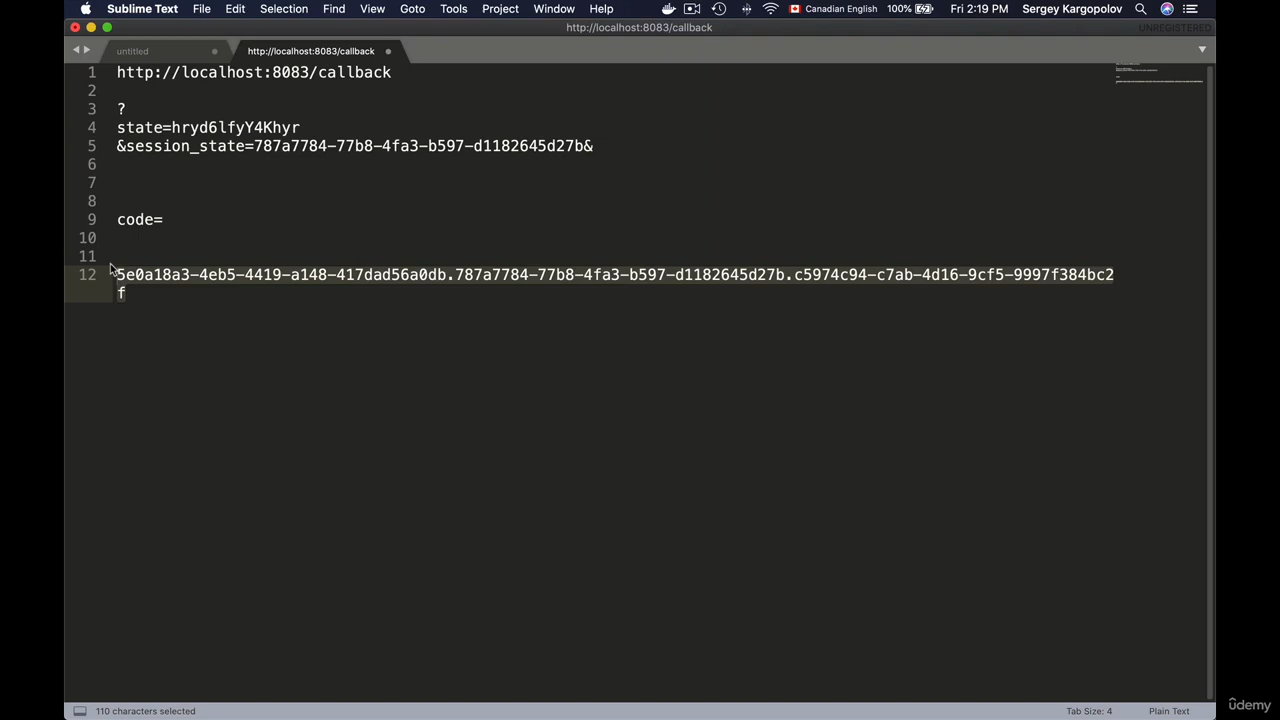 Sublime Text File Edit Selection Find View Goto Tools Project Window Help Canadian English 100% Fri 2:19 PM Sergey Kargopolov
http://localhost:8083/callback UNREGISTERED
untitled http://localhost:8083/callback
1 http://localhost:8083/callback
2
3 ?
4 state=hryd6lfyY4Khyr
5 &session_state=787a7784-77b8-4fa3-b597-d1182645d27b&
6
7
8
9 code=
10
11
12 5e0a18a3-4eb5-4419-a148-417dad56a0db.787a7784-77b8-4fa3-b597-d1182645d27b.c5974c94-c7ab-4d16-9cf5-9997f384bc2
f
110 characters selected Tab Size: 4 Plain Text
ûdemy